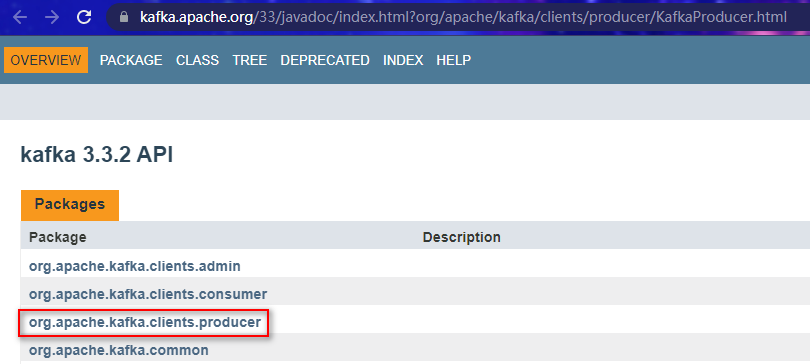 kafka.apache.org/33/javadoc/index.html?org/apache/kafka/clients/producer/KafkaProducer.html
OVERVIEW PACKAGE CLASS TREE DEPRECATED INDEX HELP
kafka 3.3.2 API
Packages
Package Description
org.apache.kafka.clients.admin
org.apache.kafka.clients.consumer
org.apache.kafka.clients.producer
org.apache.kafka.common